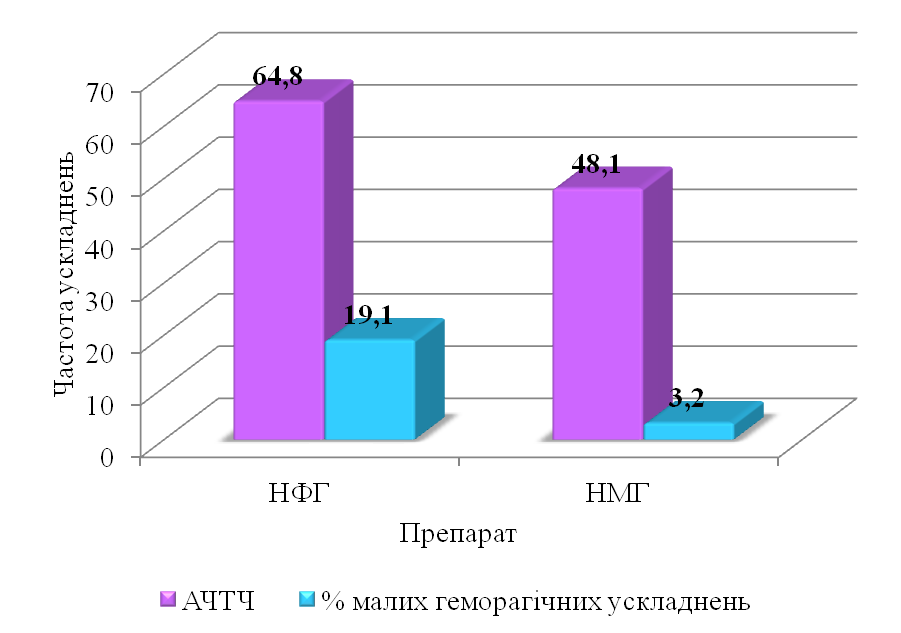 Частота ускладнень
70
60
50
40
30
20
10
0
64,8
19,1
48,1
3,2
НФГ
НМГ
Препарат
АЧТЧ
% малих геморагічних ускладнень